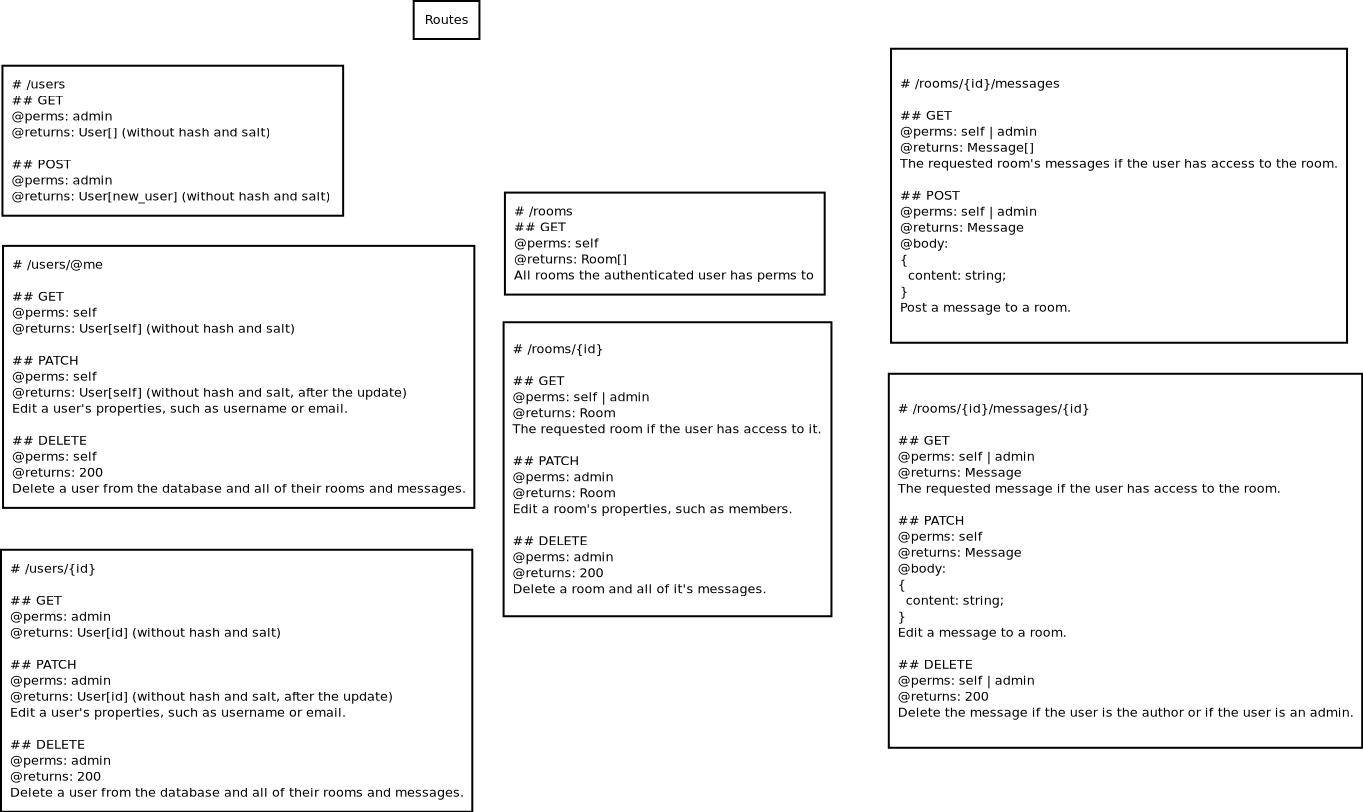 Routes
# /users
## GET
@perms: admin
@returns: User[] (without hash and salt)
## POST
@perms: admin
@returns: User[new_user] (without hash and salt)
# /users/@me
## GET
@perms: self
@returns: User[self] (without hash and salt)
## PATCH
@perms: self
@returns: User[self] (without hash and salt, after the update)
Edit a user's properties, such as username or email.
## DELETE
@perms: self
@returns: 200
Delete a user from the database and all of their rooms and messages.
# /users/{id}
## GET
@perms: admin
@returns: User[id] (without hash and salt)
## PATCH
@perms: admin
@returns: User[id] (without hash and salt, after the update)
Edit a user's properties, such as username or email.
## DELETE
@perms: admin
@returns: 200
Delete a user from the database and all of their rooms and messages.
# /rooms
## GET
@perms: self
@returns: Room[]
All rooms the authenticated user has perms to
# /rooms/{id}
## GET
@perms: self | admin
@returns: Room
The requested room if the user has access to it.
## PATCH
@perms: admin
@returns: Room
Edit a room's properties, such as members.
## DELETE
@perms: admin
@returns: 200
Delete a room and all of it's messages.
# /rooms/{id}/messages
## GET
@perms: self | admin
@returns: Message[]
The requested room's messages if the user has access to the room.
## POST
@perms: self | admin
@returns: Message
@body:
{
content: string;
}
Post a message to a room.
# /rooms/{id}/messages/{id}
## GET
@perms: self | admin
@returns: Message
The requested message if the user has access to the room.
## PATCH
@perms: self
@returns: Message
@body:
{
content: string;
}
Edit a message to a room.
## DELETE
@perms: self | admin
@returns: 200
Delete the message if the user is the author or if the user is an admin.